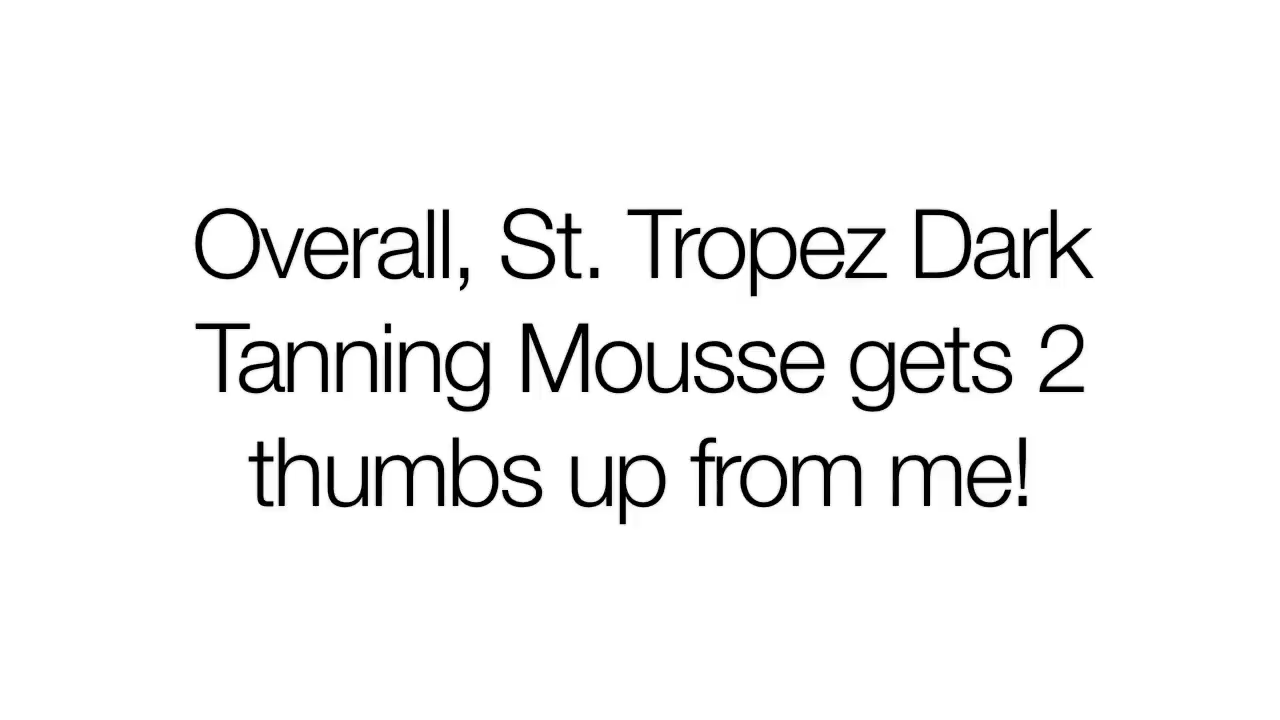 Overall, St. Tropez Dark
Tanning Mousse gets 2
thumbs up from me!